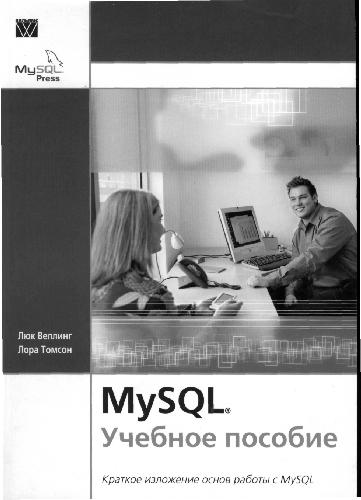 MySQL
Press
Люк Веллинг
Лора Томсон
MySQL®
Учебное пособие
Краткое изложение основ работы с MySQL